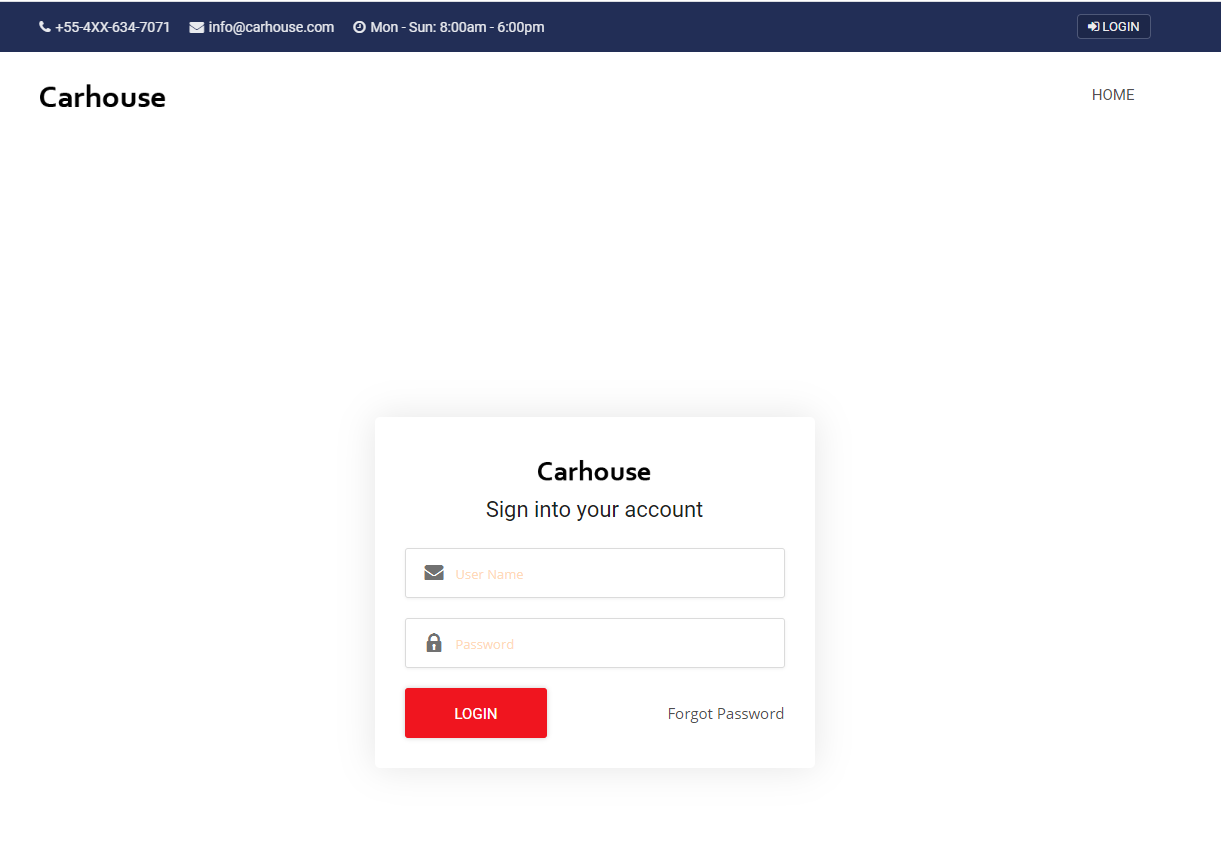 +55-4XX-634-7071 info@carhouse.com Mon - Sun: 8:00am - 6:00pm LOGIN
Carhouse HOME
Carhouse
Sign into your account
User Name
Password
LOGIN Forgot Password